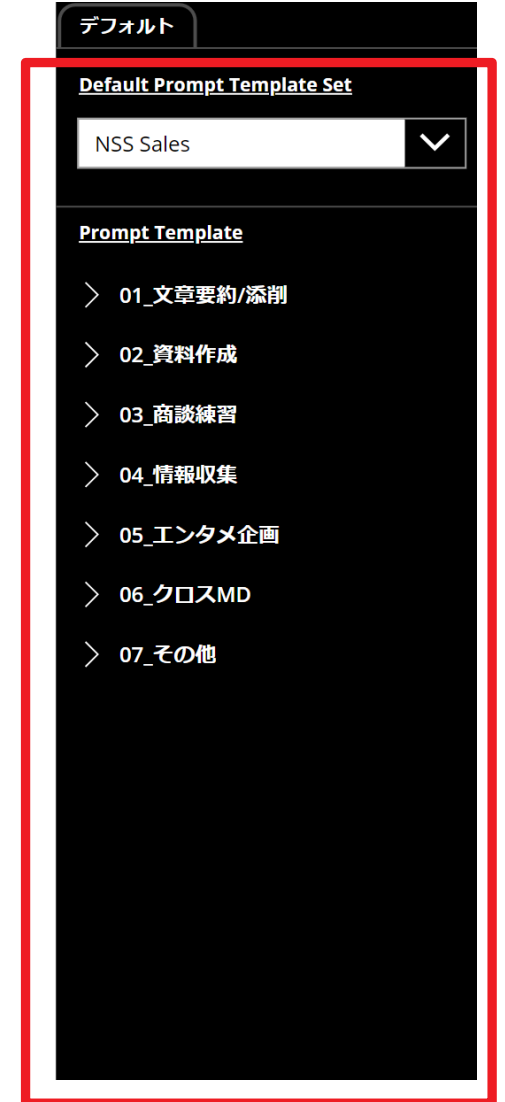 デフォルト
Default Prompt Template Set
NSS Sales
Prompt Template
01_文章要約/添削
02_資料作成
03_商談練習
04_情報収集
05_エンタメ企画
06_クロスMD
07_その他